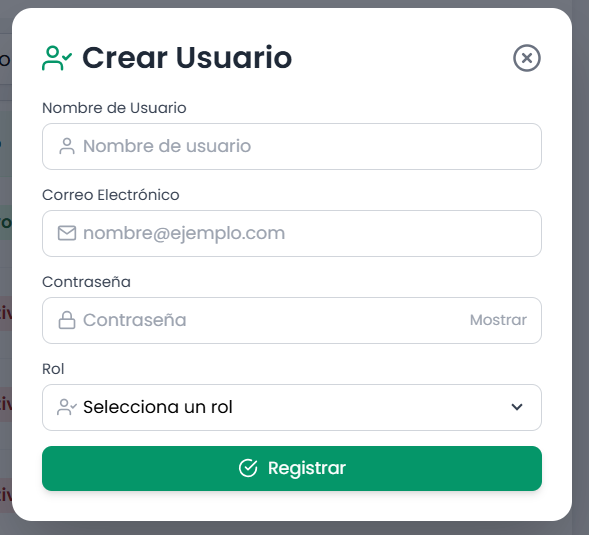 Crear Usuario
Nombre de Usuario
Nombre de usuario
Correo Electrónico
nombre@ejemplo.com
Contraseña
Contraseña Mostrar
Rol
Selecciona un rol
Registrar